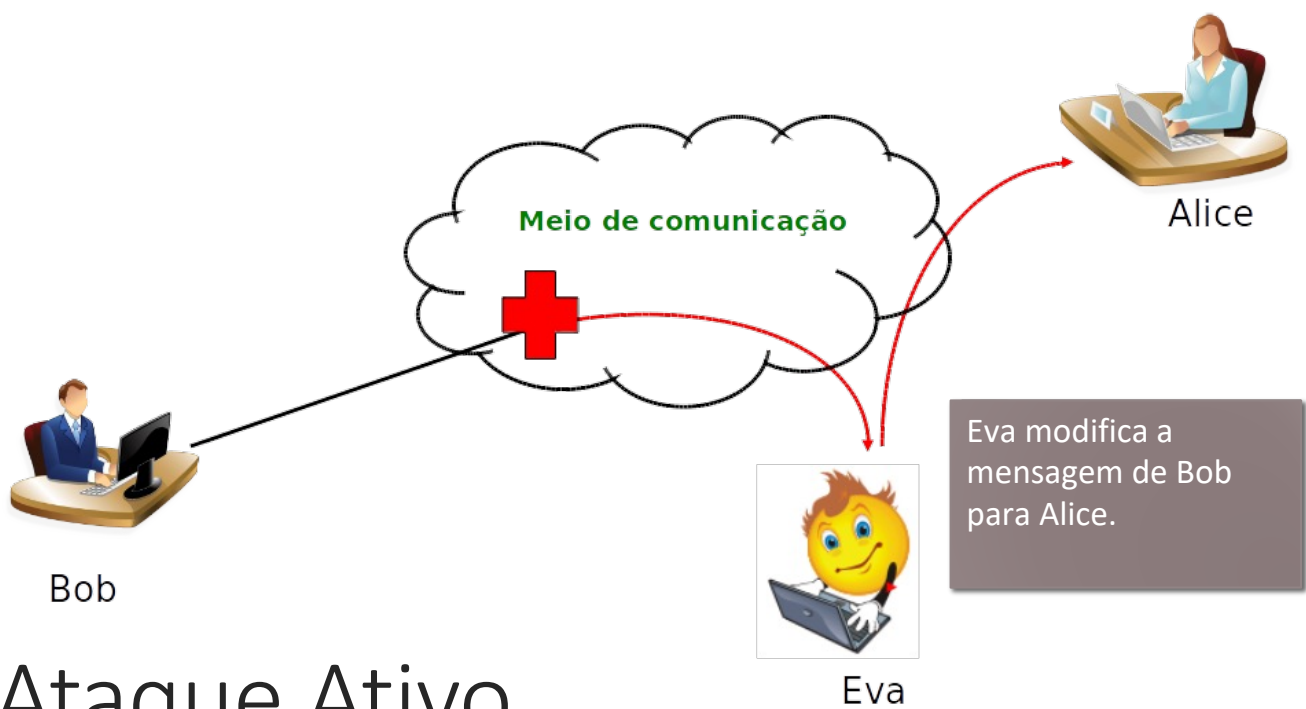 Alice
Meio de comunicação
Eva modifica a
mensagem de Bob
para Alice.
Bob
Eva
Ataque Ativo